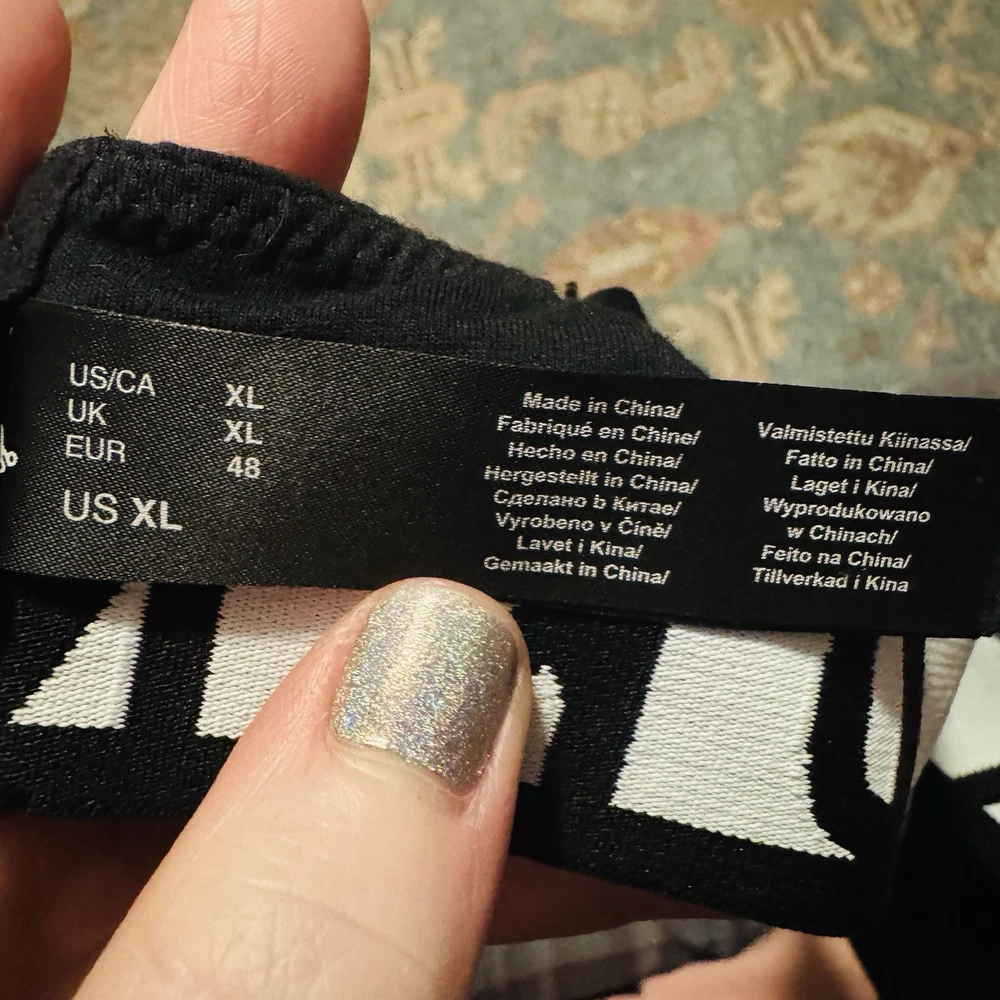 US/CA XL
UK XL
EUR 48
US XL
Made in China/
Fabriqué en Chine/
Hecho en China/
Hergestellt in China/
Сделано b Китае/
Vyrobeno v Číně/
Lavet i Kina/
Gemaakt in China/
Valmistettu Kiinassa/
Fatto in China/
Laget i Kina/
Wyprodukowano
w Chinach/
Feito na China/
Tillverkad i Kina